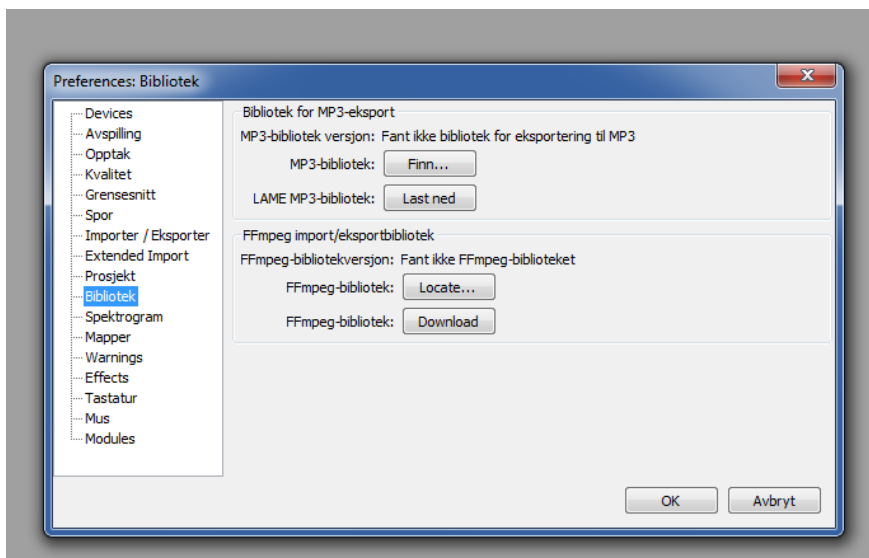 Preferences: Bibliotek
Devices
Avspilling
Opptak
Kvalitet
Grensesnitt
Spor
Importer / Eksporter
Extended Import
Prosjekt
Bibliotek
Spektrogram
Mapper
Warnings
Effects
Tastatur
Mus
Modules
Bibliotek for MP3-eksport
MP3-bibliotek versjon: Fant ikke bibliotek for eksportering til MP3
MP3-bibliotek: Finn...
LAME MP3-bibliotek: Last ned
FFmpeg import/eksportbibliotek
FFmpeg-bibliotekversjon: Fant ikke FFmpeg-biblioteket
FFmpeg-bibliotek: Locate...
FFmpeg-bibliotek: Download
OK Avbryt